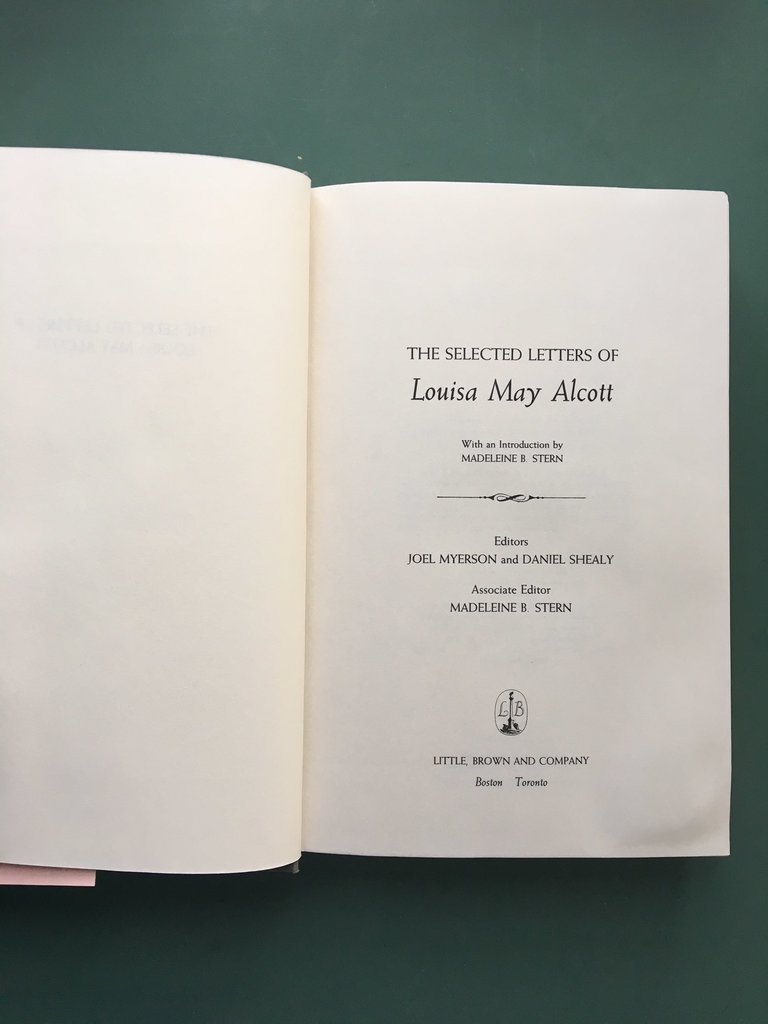 THE SELECTED LETTERS OF
Louisa May Alcott
With an Introduction by
MADELEINE B. STERN
Editors
JOEL MYERSON and DANIEL SHEALY
Associate Editor
MADELEINE B. STERN
L B
LITTLE, BROWN AND COMPANY
Boston Toronto